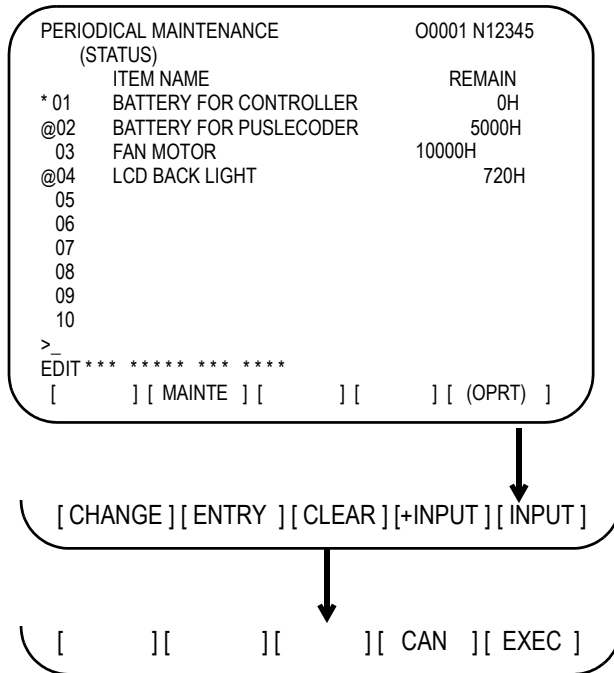 PERIODICAL MAINTENANCE O0001 N12345
(STATUS)
ITEM NAME REMAIN
* 01 BATTERY FOR CONTROLLER 0H
@02 BATTERY FOR PUSLECODER 5000H
03 FAN MOTOR 10000H
@04 LCD BACK LIGHT 720H
05
06
07
08
09
10
>_
EDIT * * * * * * * * * * * * * * *
[ ] [ MAINTE ] [ ] [ ] [ (OPRT) ]
[ CHANGE ] [ ENTRY ] [ CLEAR ] [+INPUT ] [ INPUT ]
[ ] [ ] [ ] [ CAN ] [ EXEC ]